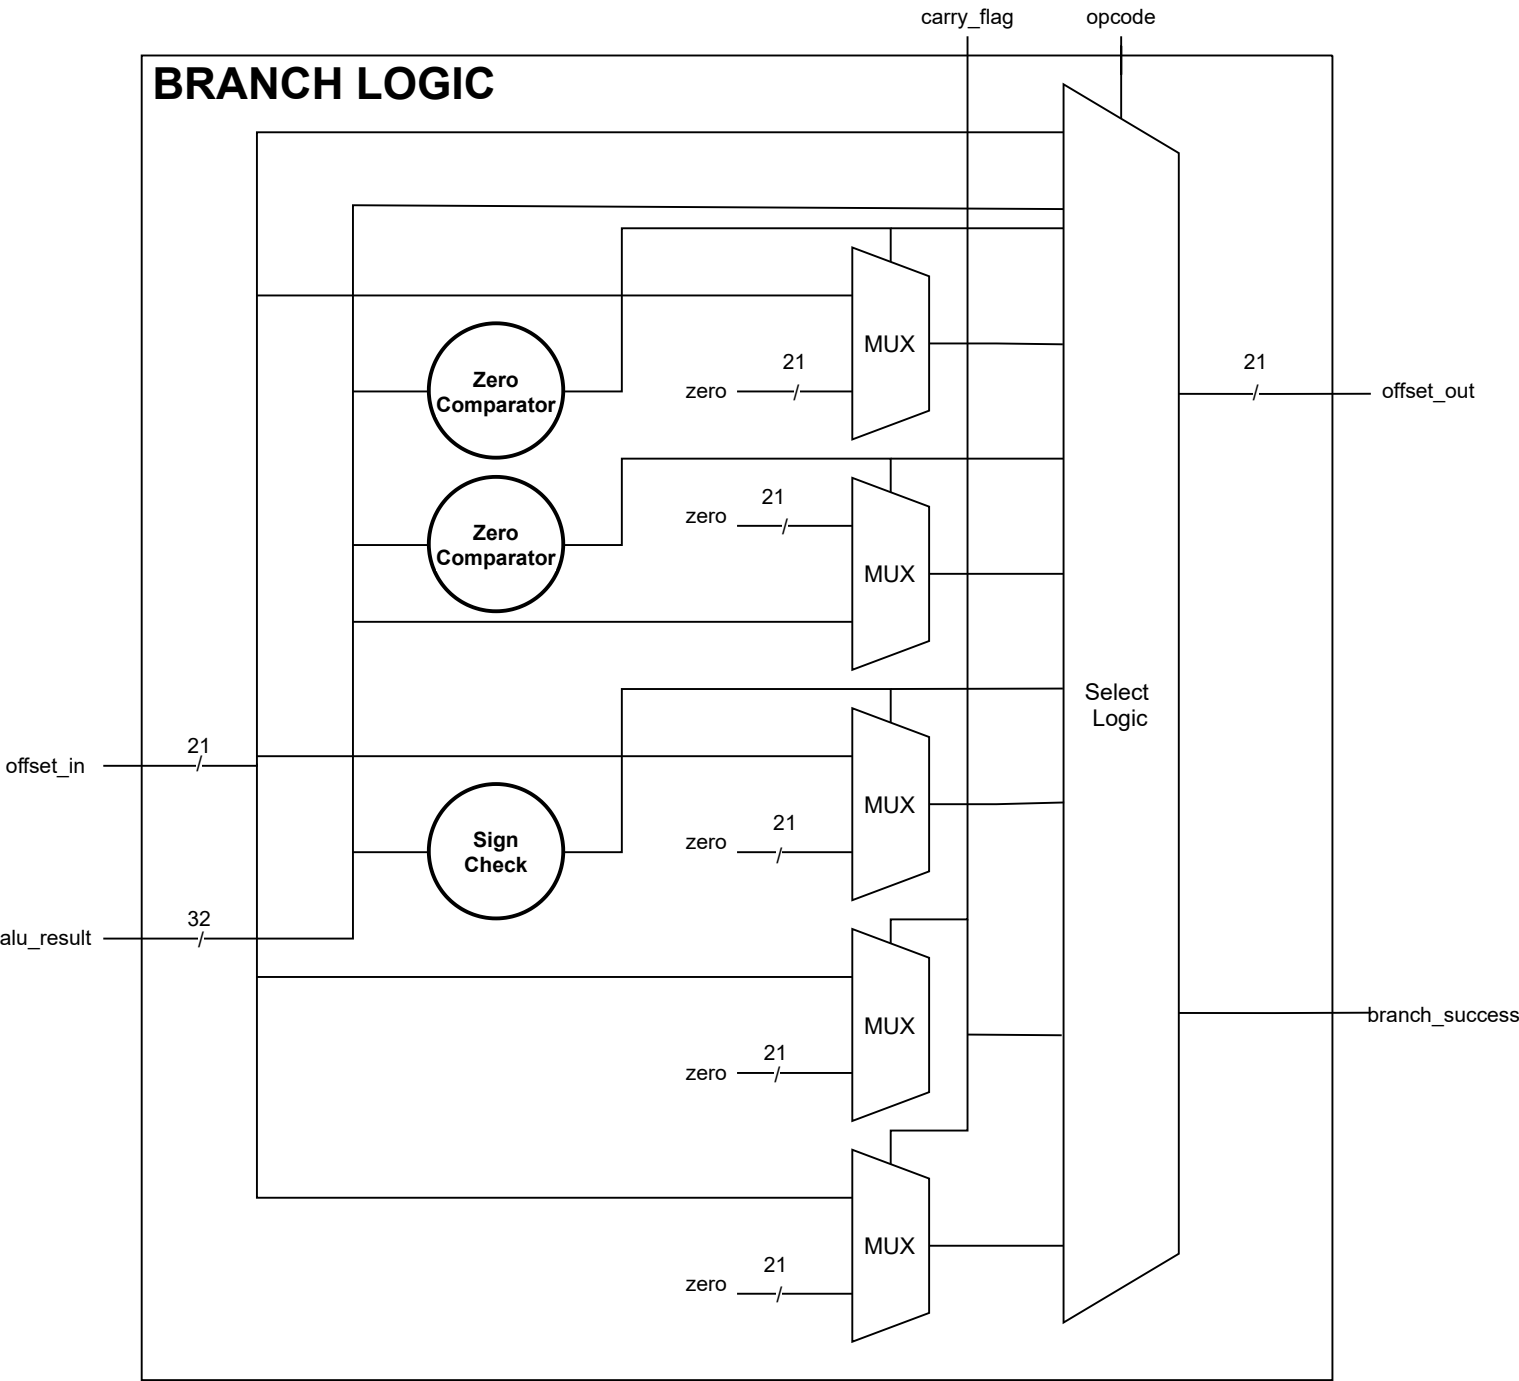 carry_flag
opcode
BRANCH LOGIC
MUX
21
21
Zero
Comparator
zero
offset_out
21
zero
Zero
Comparator
MUX
Select
Logic
21
offset_in
MUX
21
zero
Sign
Check
32
alu_result
MUX
branch_success
21
zero
MUX
21
zero